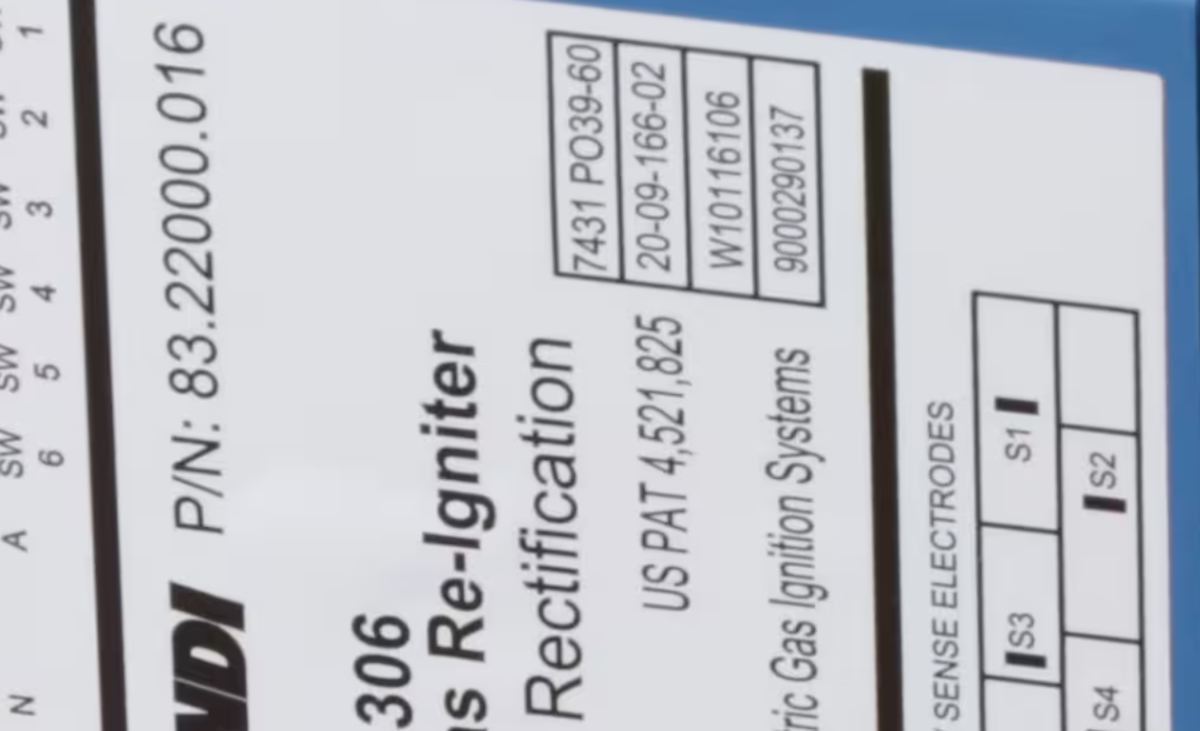 N A SW SW SW SW
6 5 4 3 2 1
P/N: 83.22000.016
306
Re-Igniter
Rectification
7431 PO39-60
20-09-166-02
W10116106
9000290137
US PAT 4,521,825
Gas Ignition Systems
SENSE ELECTRODES
S3 S1
S4 S2